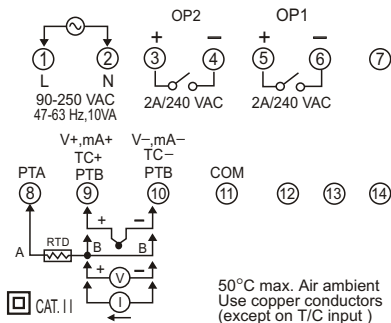 OP2 OP1
+ − + −
1 2 3 4 5 6 7
L N
90-250 VAC 2A/240 VAC 2A/240 VAC
47-63 Hz,10VA
V+,mA+ V−,mA−
TC+ TC−
PTA PTB PTB COM
8 9 10 11 12 13 14
+ −
A RTD B B
+ V −
I
CAT. II
50°C max. Air ambient
Use copper conductors
(except on T/C input )